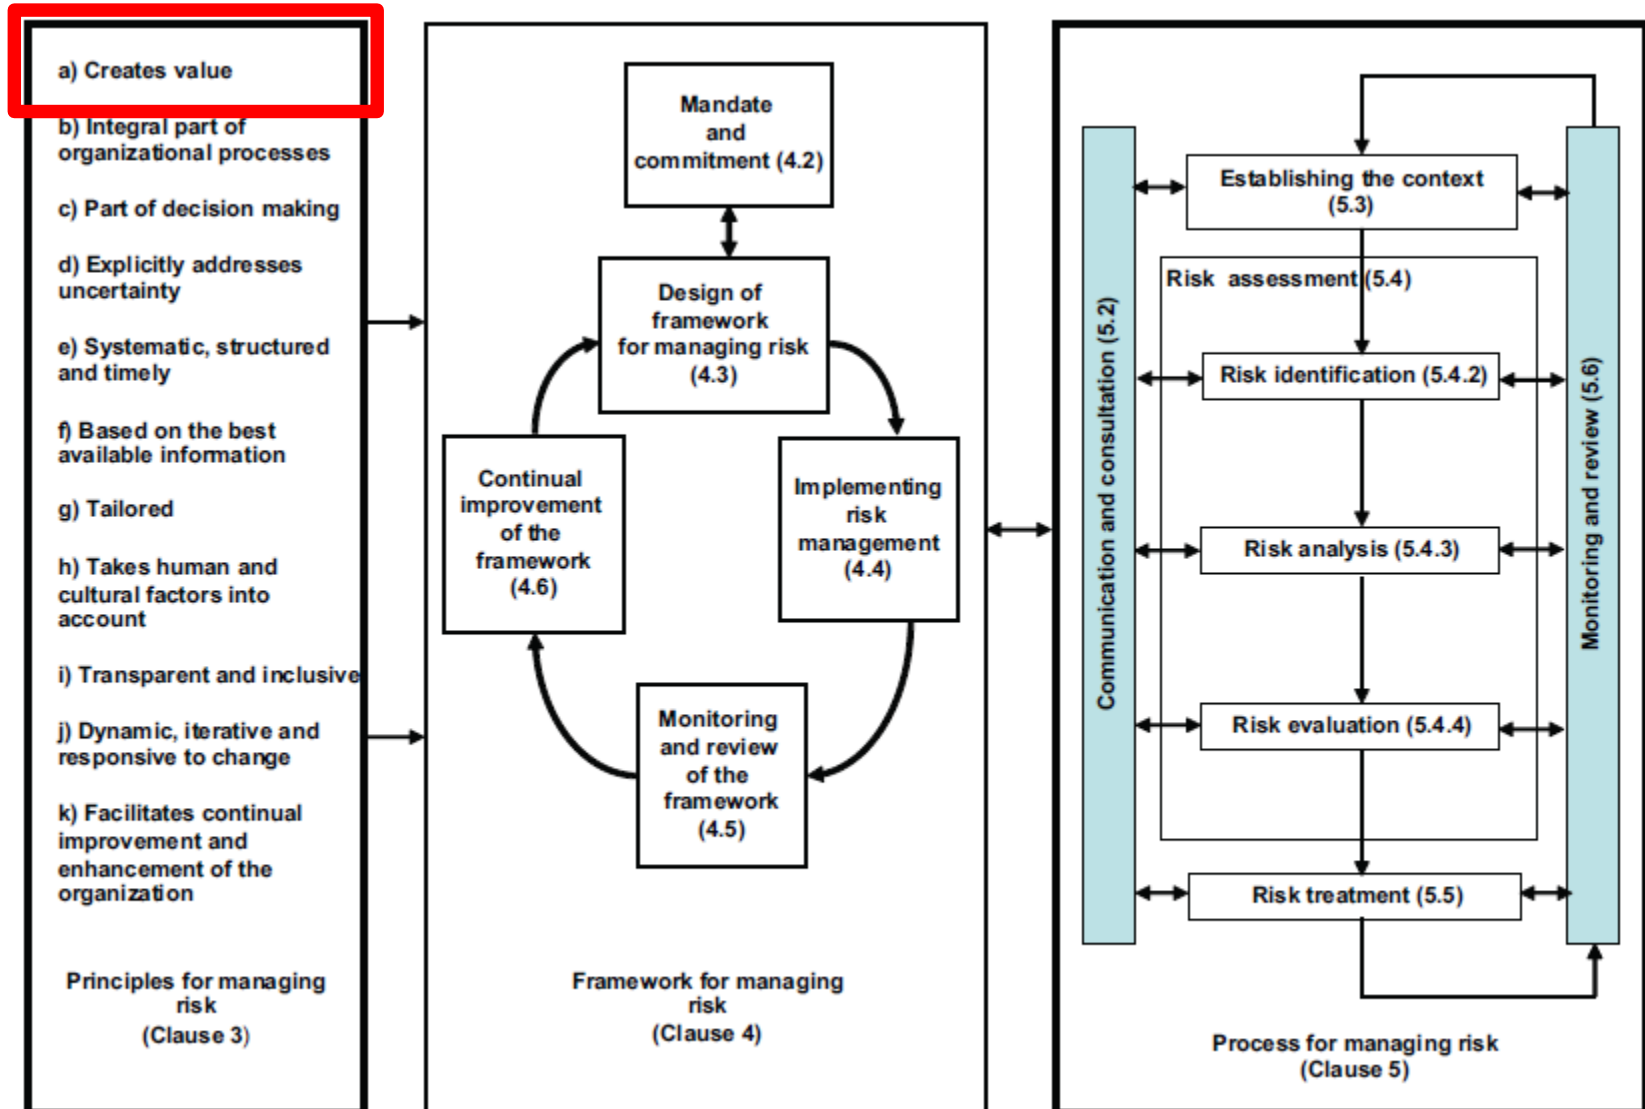 a) Creates value
b) Integral part of
organizational processes
c) Part of decision making
d) Explicitly addresses
uncertainty
e) Systematic, structured
and timely
f) Based on the best
available information
g) Tailored
h) Takes human and
cultural factors into
account
i) Transparent and inclusive
j) Dynamic, iterative and
responsive to change
k) Facilitates continual
improvement and
enhancement of the
organization
Principles for managing
risk
(Clause 3)
Mandate
and
commitment (4.2)
Design of
framework
for managing risk
(4.3)
Continual
improvement
of the
framework
(4.6)
Implementing
risk
management
(4.4)
Monitoring
and review
of the
framework
(4.5)
Framework for managing
risk
(Clause 4)
Communication and consultation (5.2)
Establishing the context
(5.3)
Risk assessment (5.4)
Risk identification (5.4.2)
Risk analysis (5.4.3)
Risk evaluation (5.4.4)
Risk treatment (5.5)
Monitoring and review (5.6)
Process for managing risk
(Clause 5)